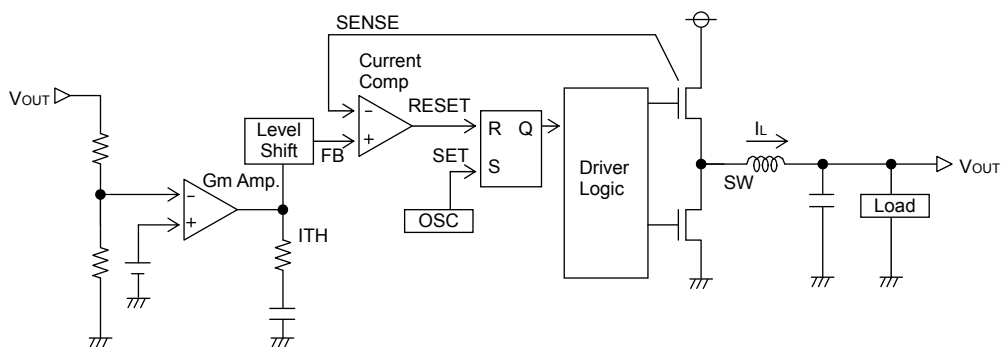 SENSE
Current
Comp
VOUT
RESET
Level
Shift
FB
R Q
SET
S
IL
VOUT
Gm Amp.
Driver
Logic
SW
Load
OSC
ITH
- +
- +